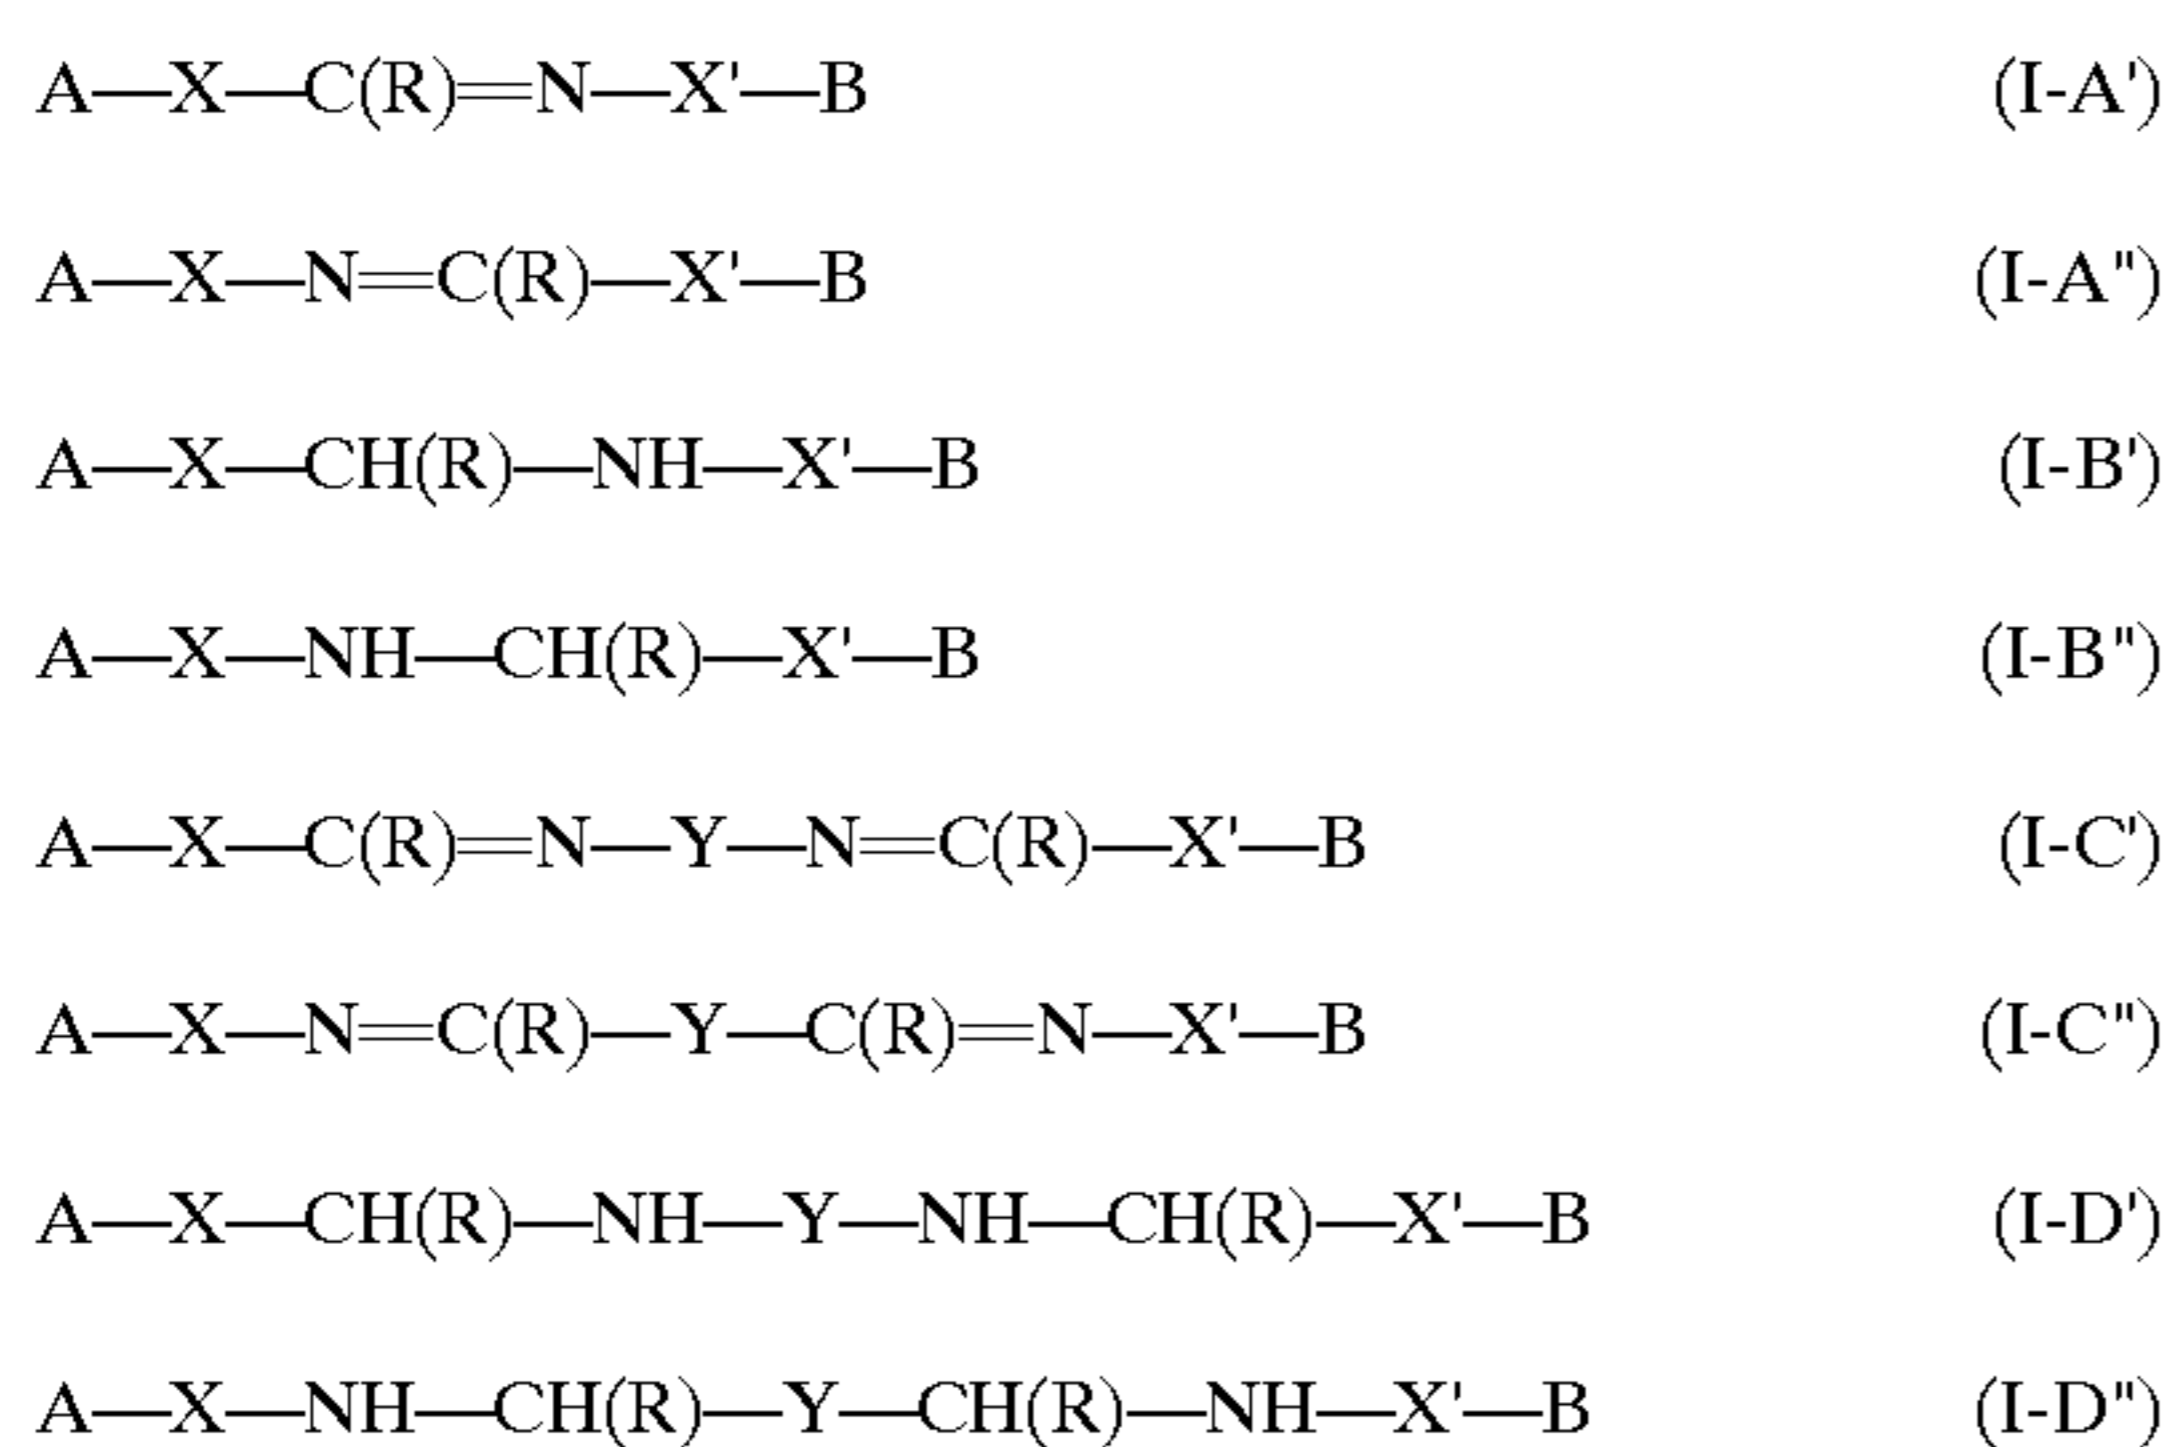 A—X—C(R)═N—X'—B (I-A')
A—X—N═C(R)—X'—B (I-A")
A—X—CH(R)—NH—X'—B (I-B')
A—X—NH—CH(R)—X'—B (I-B")
A—X—C(R)═N—Y—N═C(R)—X'—B (I-C')
A—X—N═C(R)—Y—C(R)═N—X'—B (I-C")
A—X—CH(R)—NH—Y—NH—CH(R)—X'—B (I-D')
A—X—NH—CH(R)—Y—CH(R)—NH—X'—B (I-D")